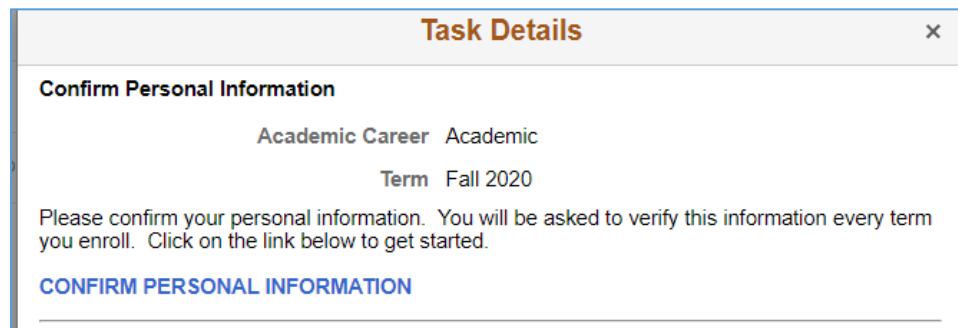 Task Details ×
Confirm Personal Information
Academic Career Academic
Term Fall 2020
Please confirm your personal information. You will be asked to verify this information every term
you enroll. Click on the link below to get started.
CONFIRM PERSONAL INFORMATION